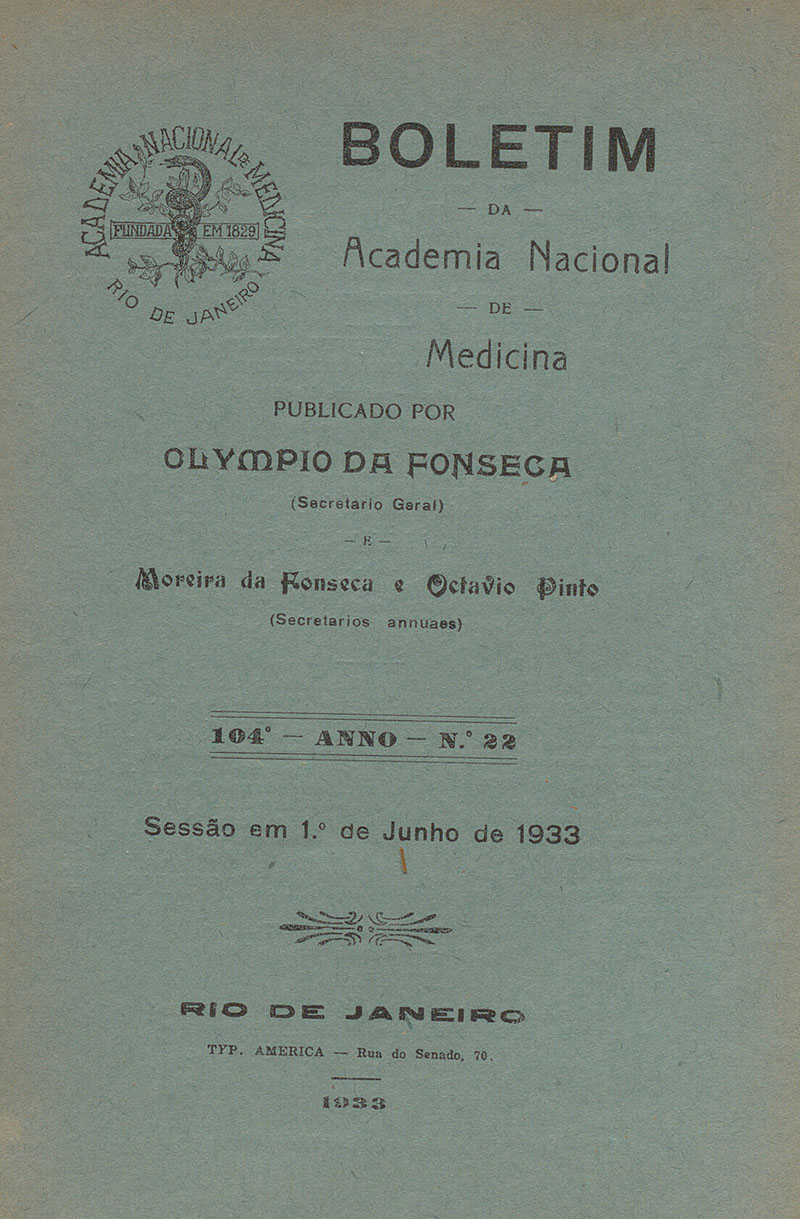 ACADEMIA NACIONAL DE MEDICINA
FUNDADA EM 1829
RIO DE JANEIRO
BOLETIM
— DA —
Academia Nacional
— DE —
Medicina
PUBLICADO POR
OLYMPIO DA FONSECA
(Secretario Geral)
— E —
Moreira da Fonseca e Octavio Pinto
(Secretarios annuaes)
104° — ANNO — N.° 22
Sessão em 1.º de Junho de 1933
RIO DE JANEIRO
TYP. AMERICA — Rua do Senado, 70.
1933